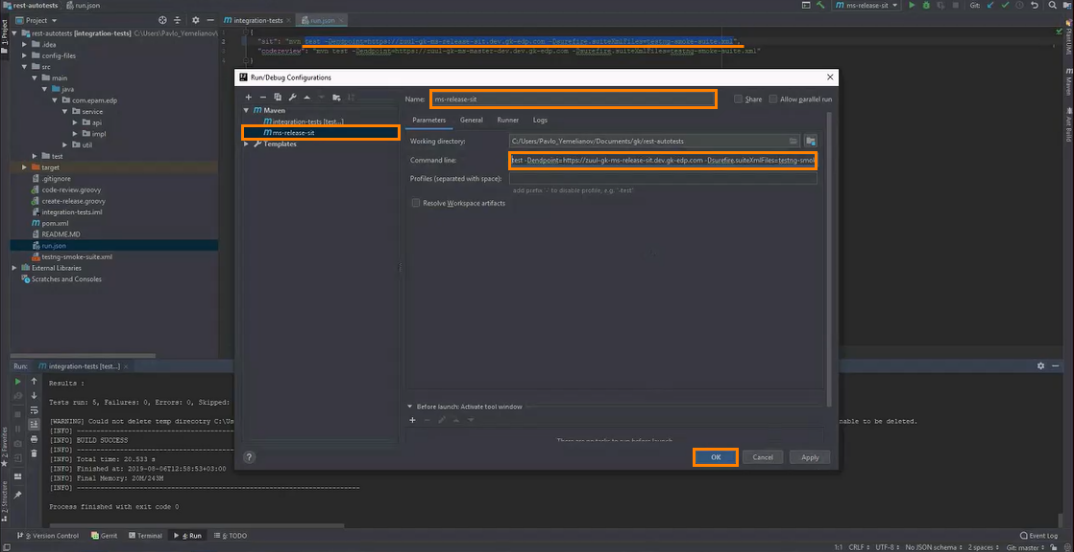 rest-autotests run.json
ms-release-sit Git:
Project
integration-tests run.json
1: Project
rest-autotests [integration-tests] C:\Users\Pavlo_Yemelianov\
.idea
config-files
src
main
java
com.epam.edp
service
api
impl
util
test
target
.gitignore
code-review.groovy
create-release.groovy
integration-tests.iml
pom.xml
README.MD
run.json
testng-smoke-suite.xml
External Libraries
Scratches and Consoles
{
"sit": "mvn test -Dendpoint=https://zuul-gk-ms-release-sit.dev.gk-edp.com -Dsurefire.suiteXmlFiles=testng-smoke-suite.xml",
"codereview": "mvn test -Dendpoint=https://zuul-gk-ms-master-dev.dev.gk-edp.com -Dsurefire.suiteXmlFiles=testng-smoke-suite.xml"
}
Maven
Ant Build
Run/Debug Configurations
Maven
integration-tests [test...]
ms-release-sit
Templates
Name: ms-release-sit
Share Allow parallel run
Parameters General Runner Logs
Working directory: C:/Users/Pavlo_Yemelianov/Documents/gk/rest-autotests
Command line: test -Dendpoint=https://zuul-gk-ms-release-sit.dev.gk-edp.com -Dsurefire.suiteXmlFiles=testng-smo
Profiles (separated with space):
add prefix '-' to disable profile, e.g. '-test'
Resolve Workspace artifacts
Before launch: Activate tool window
There are no tasks to run before launch
? OK Cancel Apply
Run: integration-tests [test...]
Results :
Tests run: 5, Failures: 0, Errors: 0, Skipped:
[WARNING] Could not delete temp direcotry C:\Us
nable to be deleted.
[INFO]
[INFO] BUILD SUCCESS
[INFO]
[INFO] Total time: 20.533 s
[INFO] Finished at: 2019-08-06T12:58:53+03:00
[INFO] Final Memory: 20M/243M
[INFO]
Process finished with exit code 0
2: Favorites
Z: Structure
9: Version Control Gerrit Terminal 4: Run 6: TODO Event Log
1:1 CRLF UTF-8 No JSON schema 2 spaces Git: master